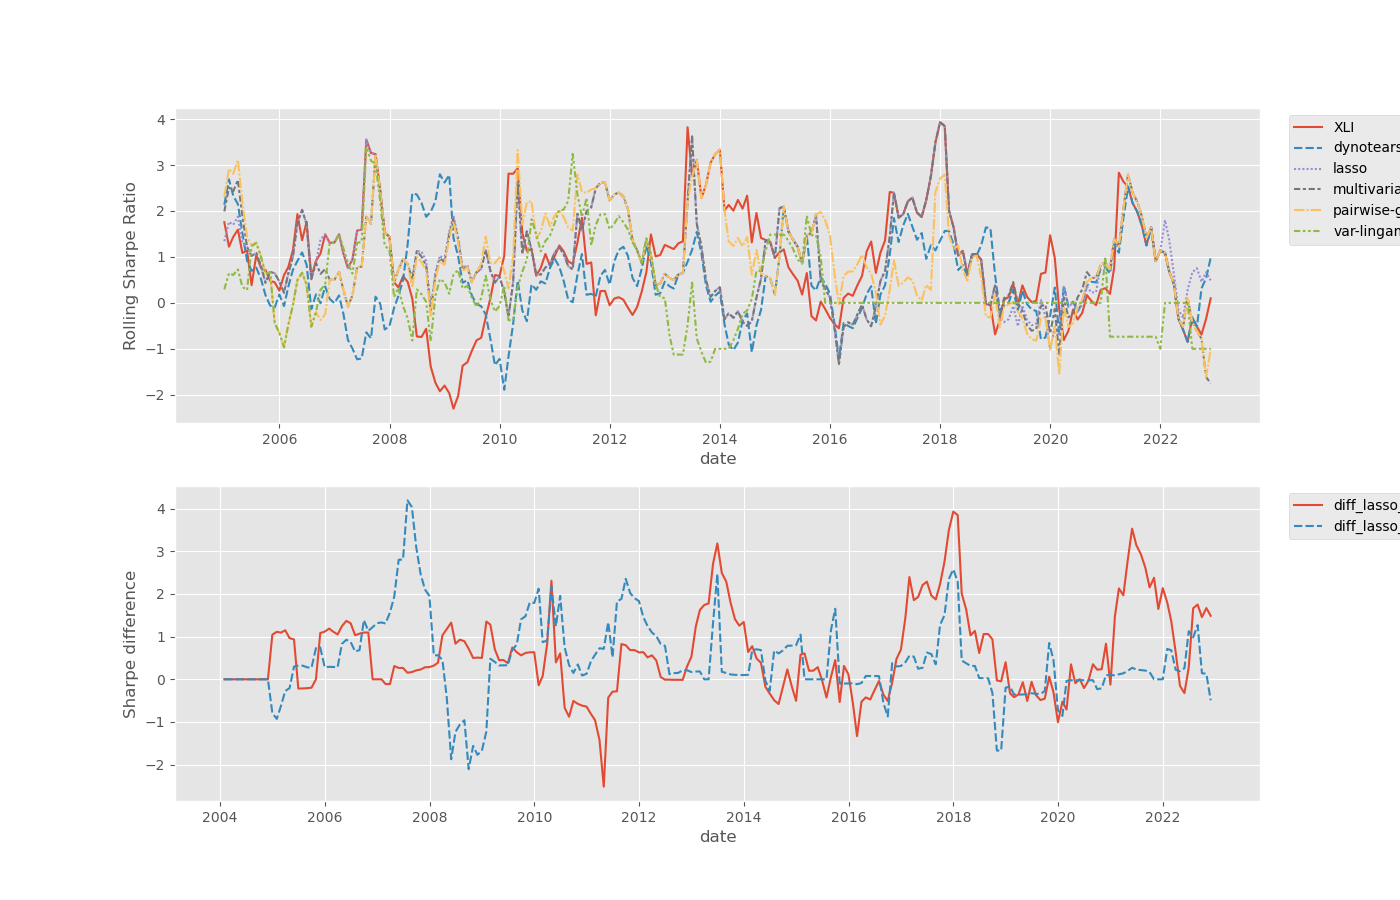 4
3
2
1
0
−1
−2
Rolling Sharpe Ratio
2006 2008 2010 2012 2014 2016 2018 2020 2022
date
XLI
dynotears
lasso
multivaria
pairwise-g
var-lingam
4
3
2
1
0
−1
−2
Sharpe difference
2004 2006 2008 2010 2012 2014 2016 2018 2020 2022
date
diff_lasso_
diff_lasso_